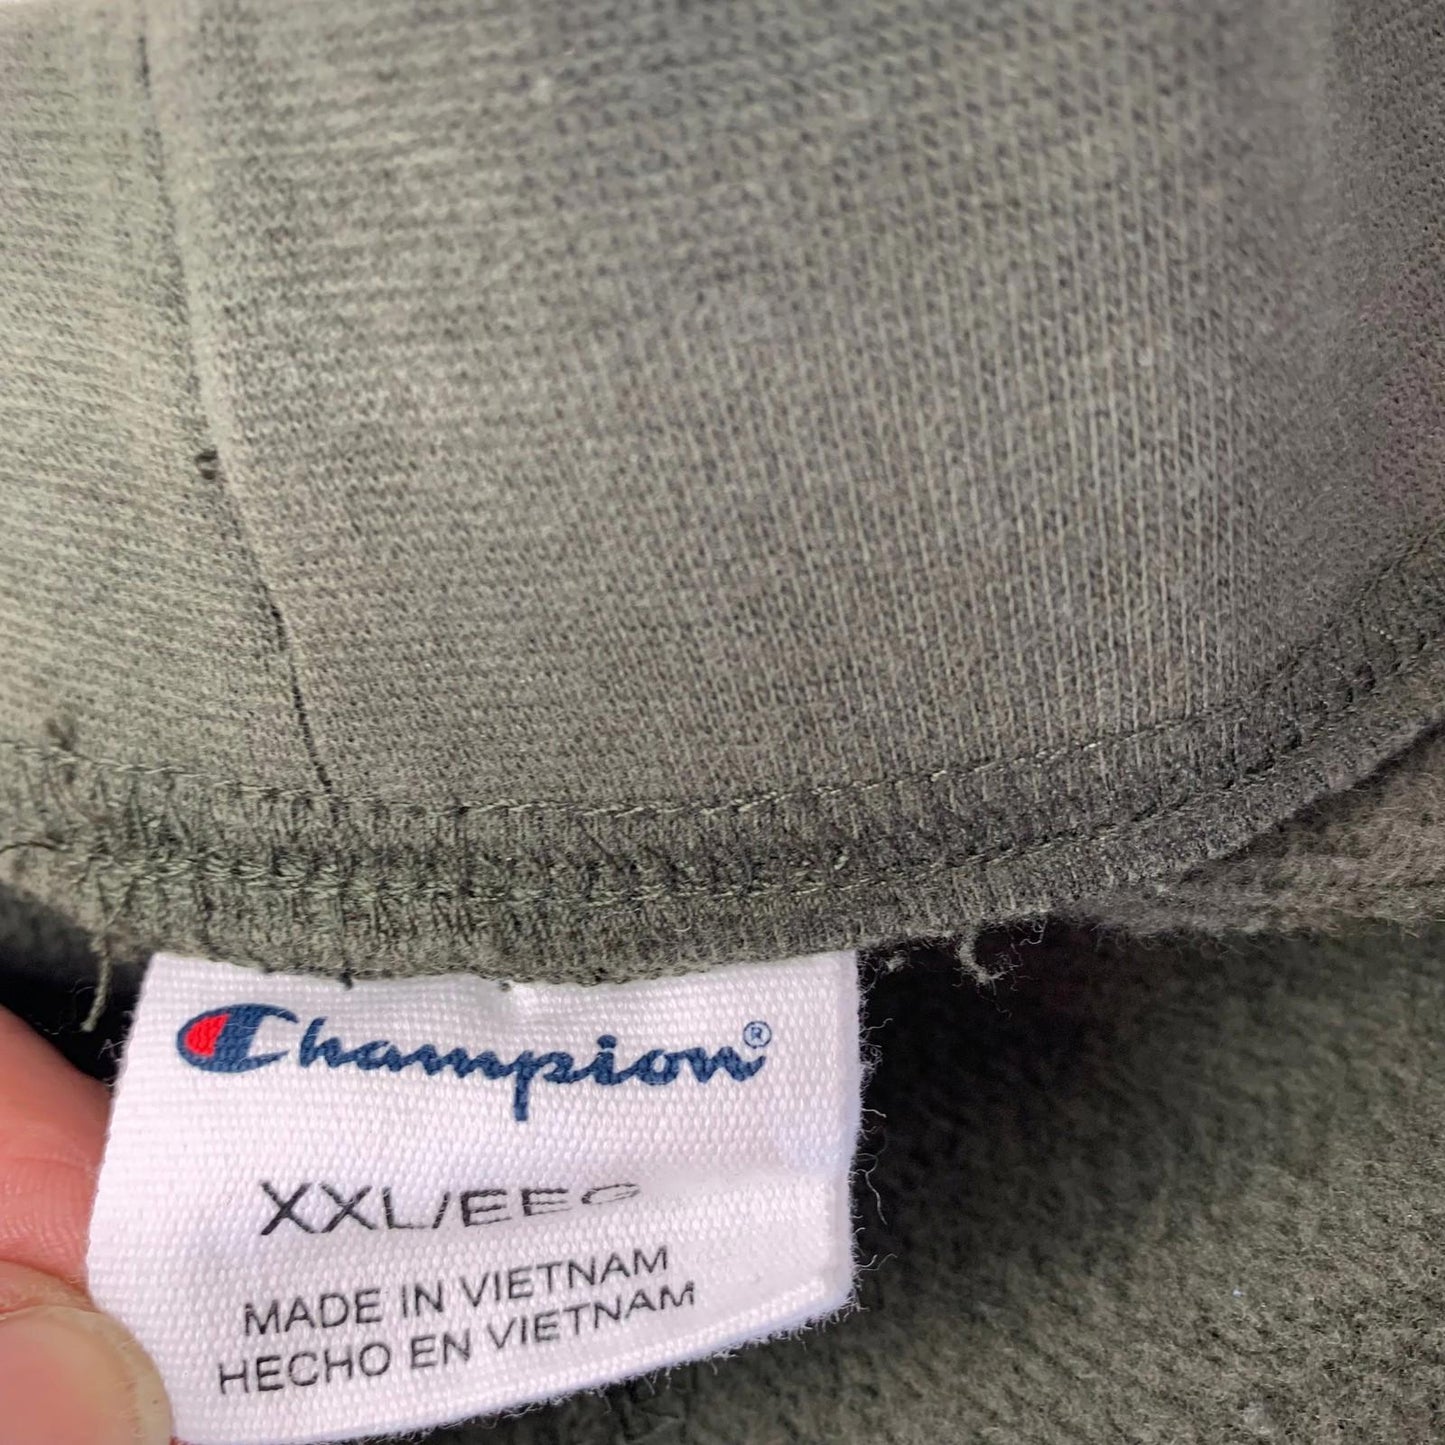 Champion®
XXL/EEG
MADE IN VIETNAM
HECHO EN VIETNAM